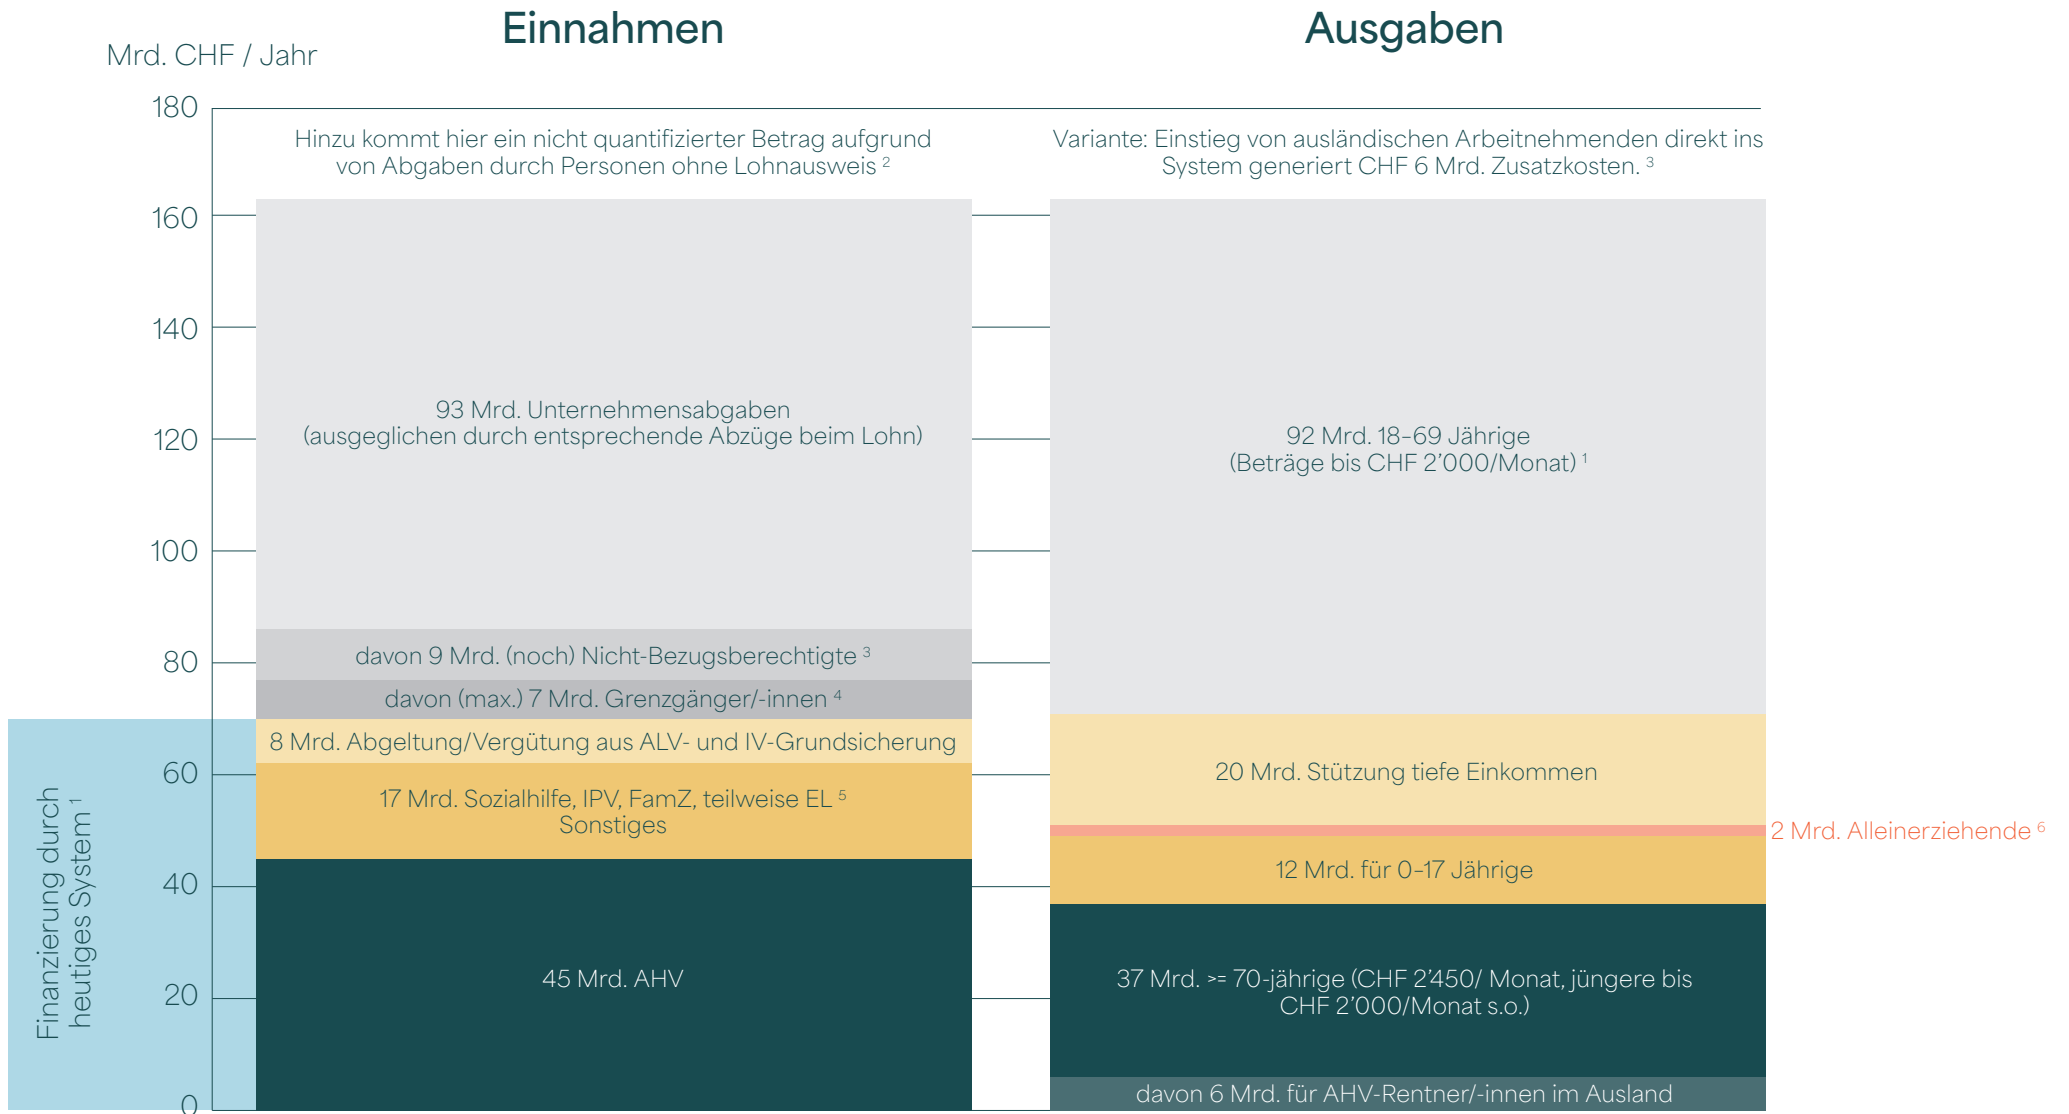 Einnahmen
Ausgaben
Mrd. CHF / Jahr
180
160
140
120
100
80
60
40
20
0
Finanzierung durch
heutiges System ¹
Hinzu kommt hier ein nicht quantifizierter Betrag aufgrund
von Abgaben durch Personen ohne Lohnausweis ²
93 Mrd. Unternehmensabgaben
(ausgeglichen durch entsprechende Abzüge beim Lohn)
davon 9 Mrd. (noch) Nicht-Bezugsberechtigte ³
davon (max.) 7 Mrd. Grenzgänger/-innen ⁴
8 Mrd. Abgeltung/Vergütung aus ALV- und IV-Grundsicherung
17 Mrd. Sozialhilfe, IPV, FamZ, teilweise EL ⁵
Sonstiges
45 Mrd. AHV
Variante: Einstieg von ausländischen Arbeitnehmenden direkt ins
System generiert CHF 6 Mrd. Zusatzkosten. ³
92 Mrd. 18–69 Jährige
(Beträge bis CHF 2’000/Monat) ¹
20 Mrd. Stützung tiefe Einkommen
2 Mrd. Alleinerziehende ⁶
12 Mrd. für 0–17 Jährige
37 Mrd. >= 70-jährige (CHF 2’450/ Monat, jüngere bis
CHF 2’000/Monat s.o.)
davon 6 Mrd. für AHV-Rentner/-innen im Ausland